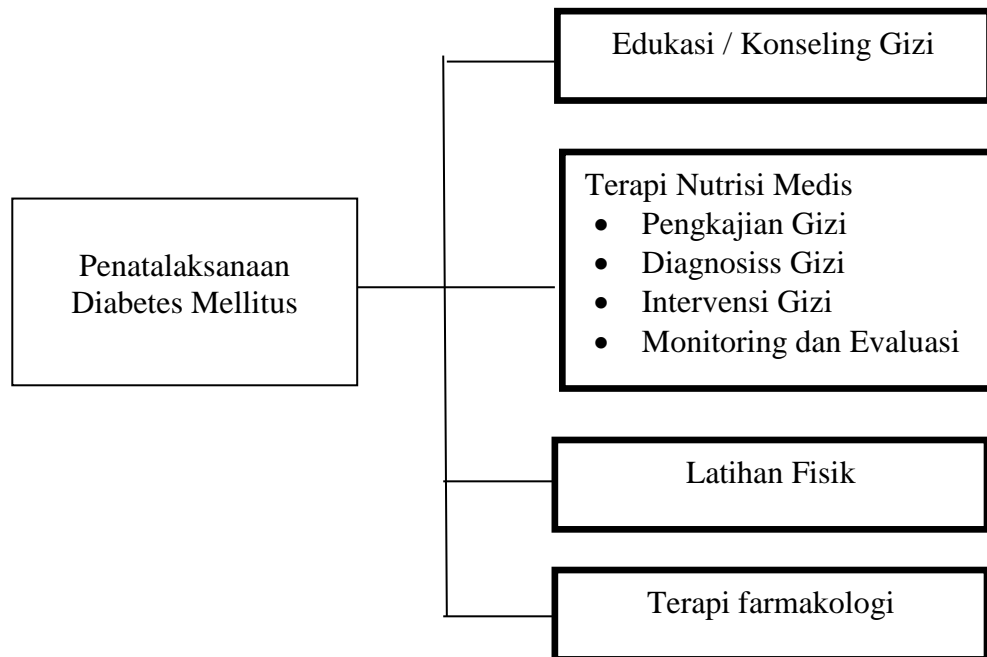 Edukasi / Konseling Gizi
Penatalaksanaan
Diabetes Mellitus
Terapi Nutrisi Medis
• Pengkajian Gizi
• Diagnosiss Gizi
• Intervensi Gizi
• Monitoring dan Evaluasi
Latihan Fisik
Terapi farmakologi